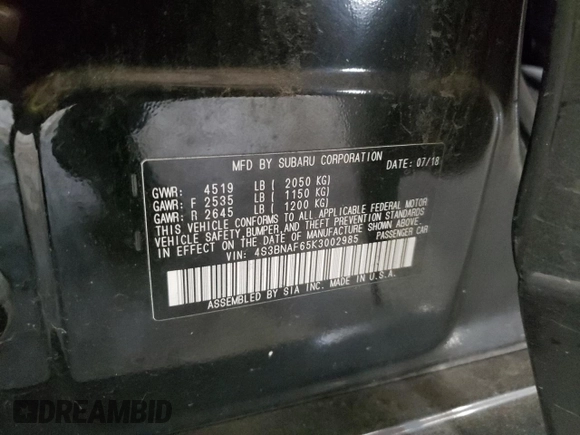 MFD BY SUBARU CORPORATION DATE: 07/18
GVWR: 4519 LB ( 2050 KG)
GAWR: F 2535 LB ( 1150 KG)
GAWR: R 2645 LB ( 1200 KG)
THIS VEHICLE CONFORMS TO ALL APPLICABLE FEDERAL MOTOR
VEHICLE SAFETY,BUMPER,AND THEFT PREVENTION STANDARDS
IN EFFECT ON THE DATE OF MANUFACTURE SHOWN ABOVE.
VIN: 4S3BNAF65K3002985 PASSENGER CAR
ASSEMBLED BY SIA INC. MADE IN U.S.A.
DREAMBID